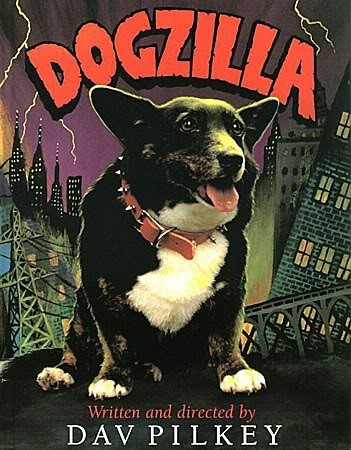 DOGZILLA
Written and directed by
DAV PILKEY